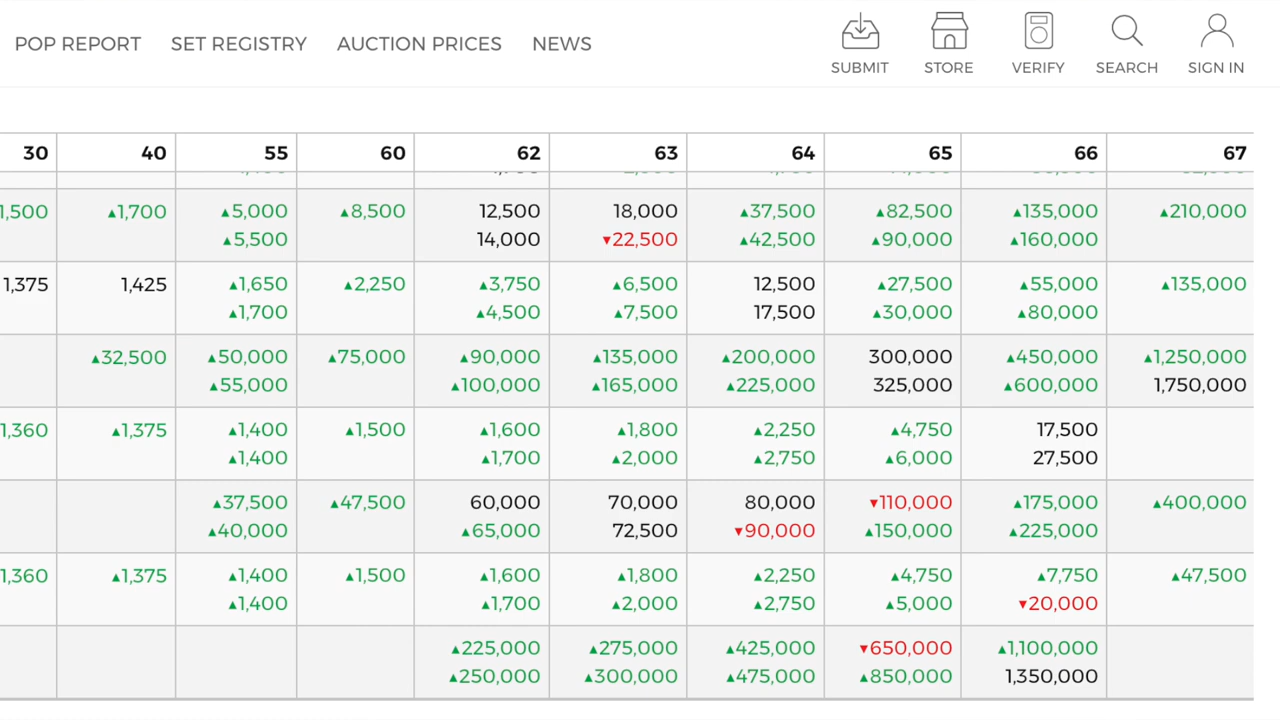 POP REPORT SET REGISTRY AUCTION PRICES NEWS SUBMIT STORE VERIFY SEARCH SIGN IN
30 40 55 60 62 63 64 65 66 67
1,500 ▲1,700 ▲5,000 ▲8,500 12,500 18,000 ▲37,500 ▲82,500 ▲135,000 ▲210,000
▲5,500 14,000 ▼22,500 ▲42,500 ▲90,000 ▲160,000
1,375 1,425 ▲1,650 ▲2,250 ▲3,750 ▲6,500 12,500 ▲27,500 ▲55,000 ▲135,000
▲1,700 ▲4,500 ▲7,500 17,500 ▲30,000 ▲80,000
▲32,500 ▲50,000 ▲75,000 ▲90,000 ▲135,000 ▲200,000 300,000 ▲450,000 ▲1,250,000
▲55,000 ▲100,000 ▲165,000 ▲225,000 325,000 ▲600,000 1,750,000
1,360 ▲1,375 ▲1,400 ▲1,500 ▲1,600 ▲1,800 ▲2,250 ▲4,750 17,500
▲1,400 ▲1,700 ▲2,000 ▲2,750 ▲6,000 27,500
▲37,500 ▲47,500 60,000 70,000 80,000 ▼110,000 ▲175,000 ▲400,000
▲40,000 ▲65,000 72,500 ▼90,000 ▲150,000 ▲225,000
1,360 ▲1,375 ▲1,400 ▲1,500 ▲1,600 ▲1,800 ▲2,250 ▲4,750 ▲7,750 ▲47,500
▲1,400 ▲1,700 ▲2,000 ▲2,750 ▲5,000 ▼20,000
▲225,000 ▲275,000 ▲425,000 ▼650,000 ▲1,100,000
▲250,000 ▲300,000 ▲475,000 ▲850,000 1,350,000